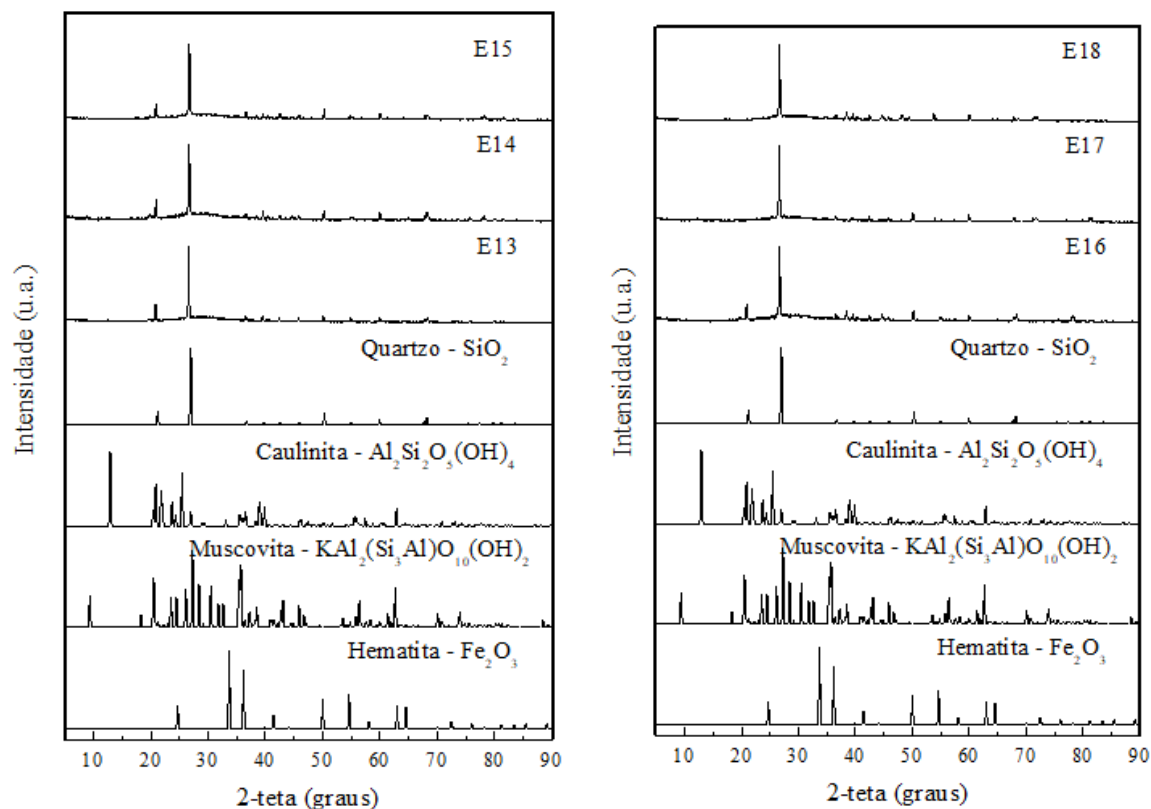 E15
E14
E13
Quartzo - SiO₂
Caulinita - Al₂Si₂O₅(OH)₄
Muscovita - KAl₂(Si₃Al)O₁₀(OH)₂
Hematita - Fe₂O₃
Intensidade (u.a.)
10 20 30 40 50 60 70 80 90
2-teta (graus)
E18
E17
E16
Quartzo - SiO₂
Caulinita - Al₂Si₂O₅(OH)₄
Muscovita - KAl₂(Si₃Al)O₁₀(OH)₂
Hematita - Fe₂O₃
Intensidade (u.a.)
10 20 30 40 50 60 70 80 90
2-teta (graus)